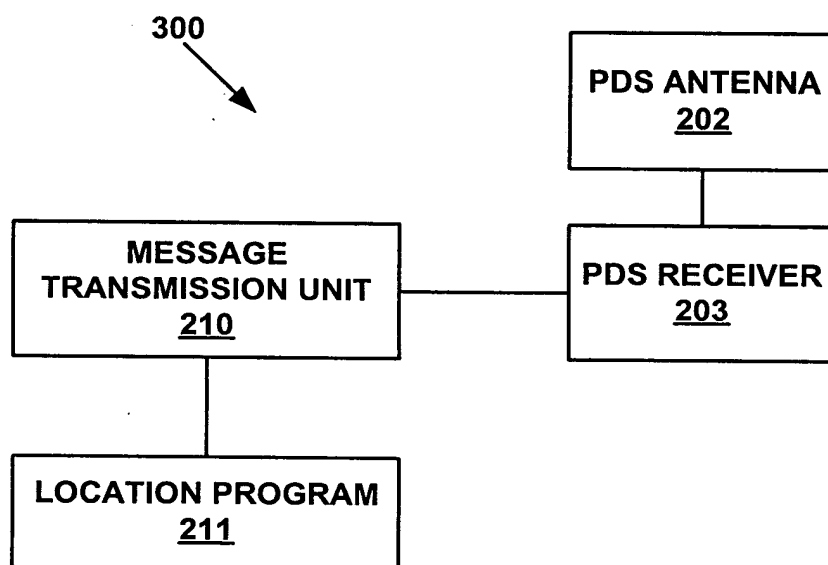 300
PDS ANTENNA
202
MESSAGE
TRANSMISSION UNIT
210
PDS RECEIVER
203
LOCATION PROGRAM
211